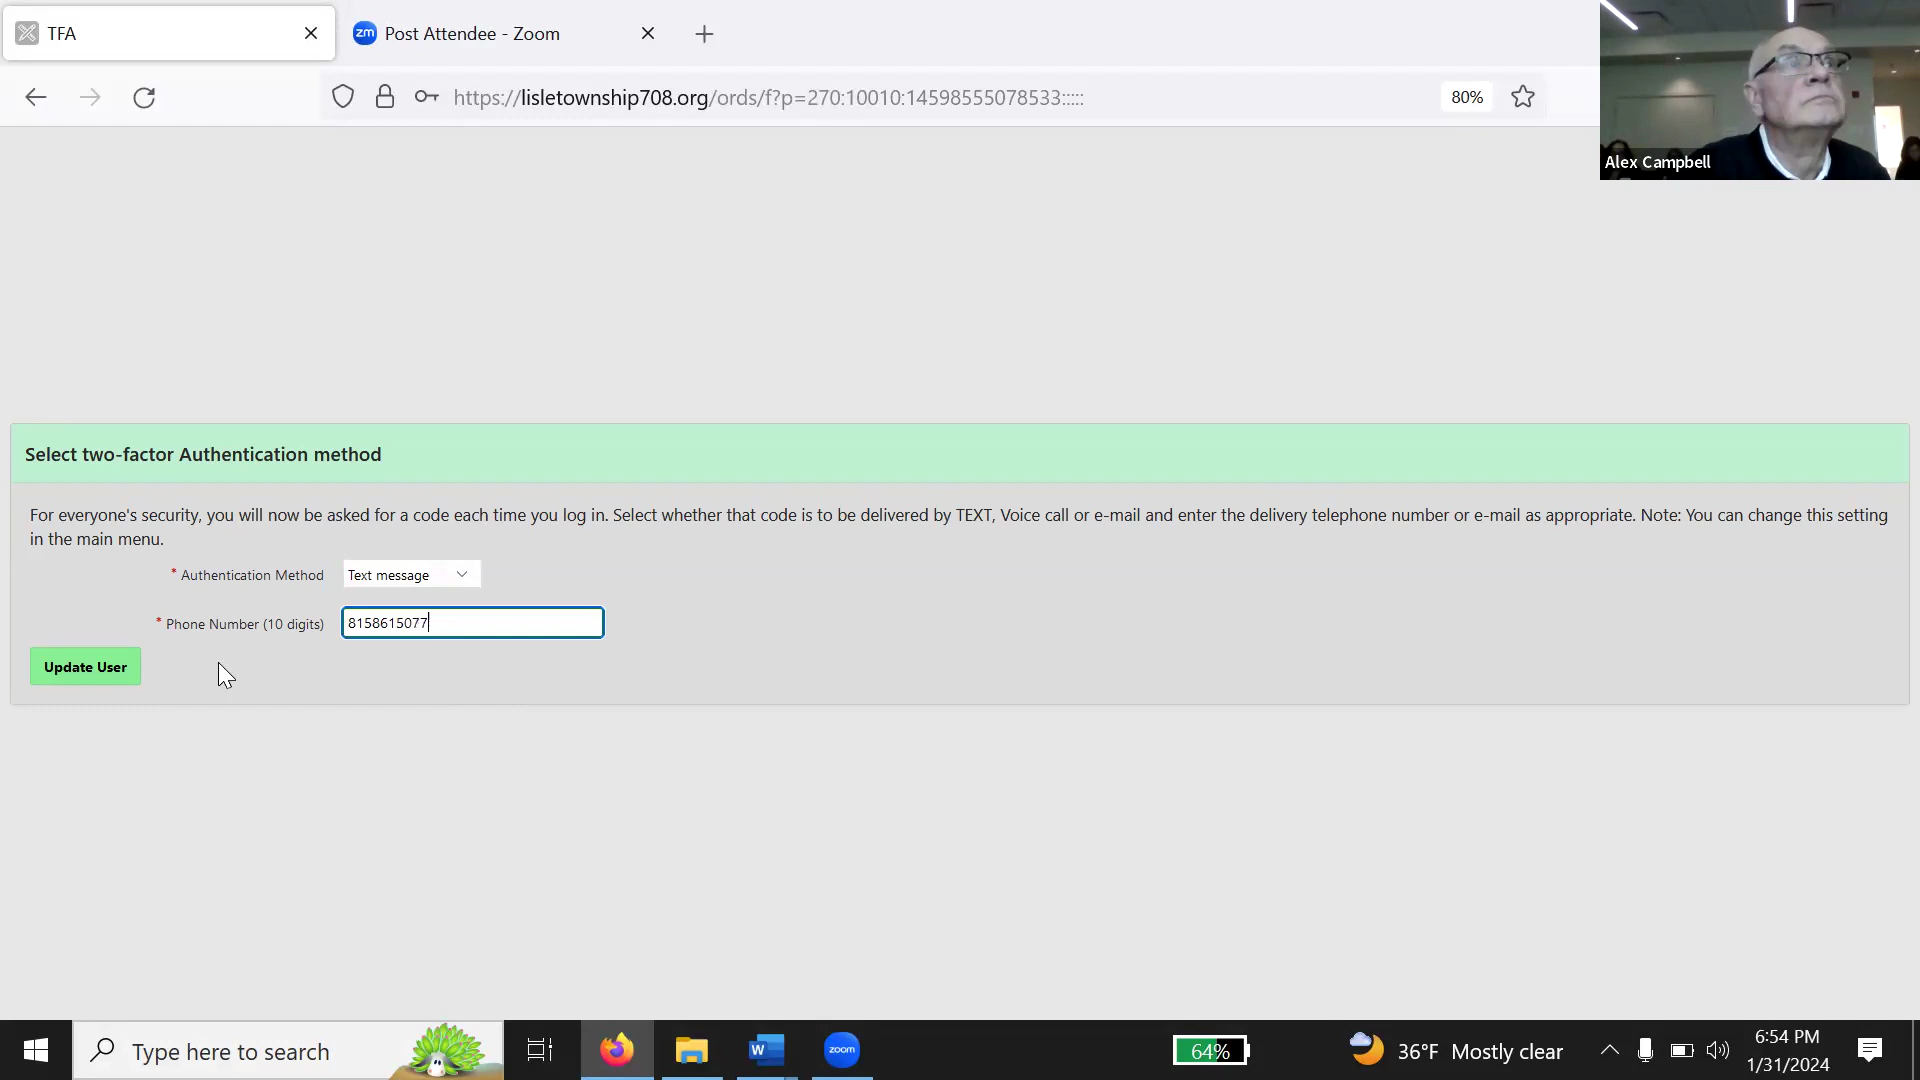 TFA
zm Post Attendee - Zoom
https://lisletownship708.org/ords/f?p=270:10010:14598555078533:::::
80%
Alex Campbell
Select two-factor Authentication method
For everyone's security, you will now be asked for a code each time you log in. Select whether that code is to be delivered by TEXT, Voice call or e-mail and enter the delivery telephone number or e-mail as appropriate. Note: You can change this setting
in the main menu.
* Authentication Method Text message
* Phone Number (10 digits) 8158615077
Update User
Type here to search
W
zoom
64%
36°F Mostly clear
6:54 PM
1/31/2024